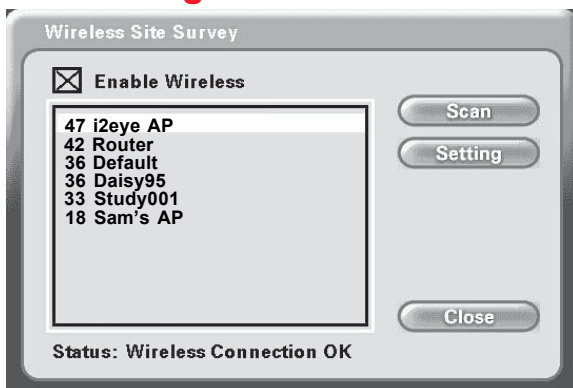 Wireless Site Survey
Enable Wireless
47 i2eye AP
42 Router
36 Default
36 Daisy95
33 Study001
18 Sam's AP
Scan
Setting
Close
Status: Wireless Connection OK